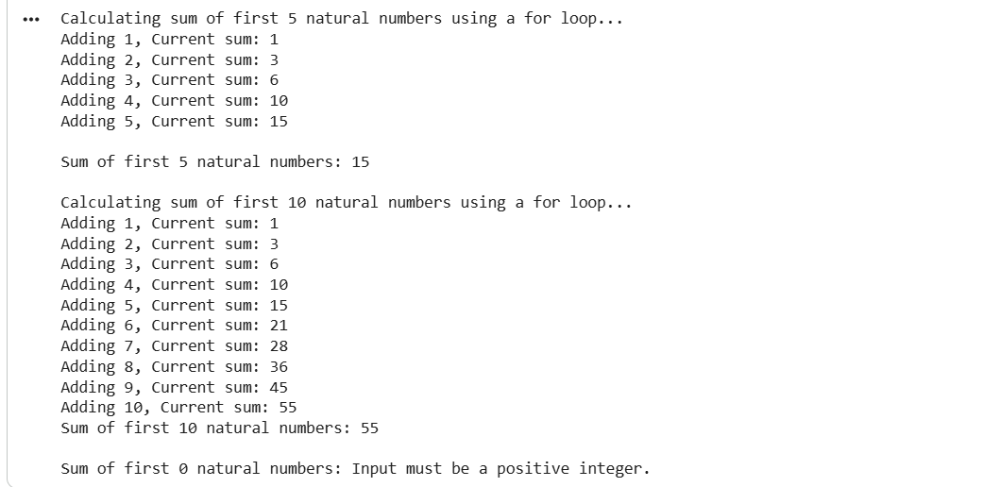 Calculating sum of first 5 natural numbers using a for loop...
Adding 1, Current sum: 1
Adding 2, Current sum: 3
Adding 3, Current sum: 6
Adding 4, Current sum: 10
Adding 5, Current sum: 15
Sum of first 5 natural numbers: 15
Calculating sum of first 10 natural numbers using a for loop...
Adding 1, Current sum: 1
Adding 2, Current sum: 3
Adding 3, Current sum: 6
Adding 4, Current sum: 10
Adding 5, Current sum: 15
Adding 6, Current sum: 21
Adding 7, Current sum: 28
Adding 8, Current sum: 36
Adding 9, Current sum: 45
Adding 10, Current sum: 55
Sum of first 10 natural numbers: 55
Sum of first 0 natural numbers: Input must be a positive integer.